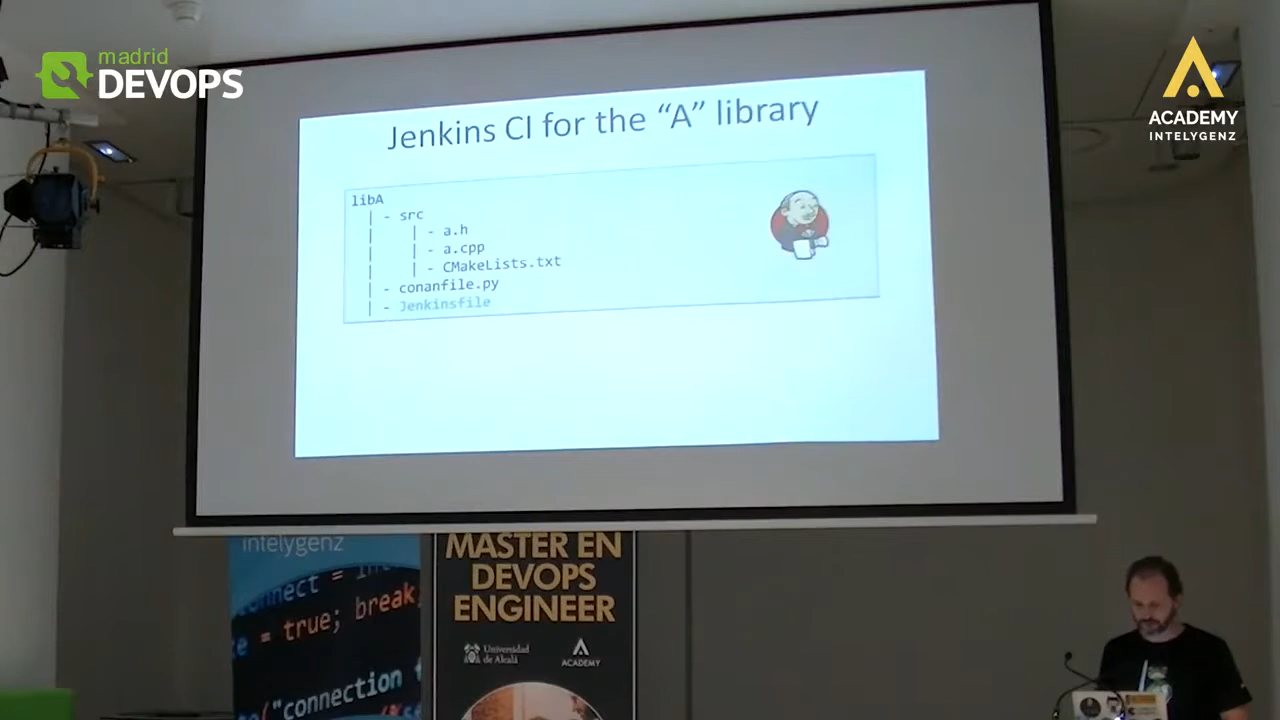 madrid
DEVOPS
ACADEMY
INTELYGENZ
Jenkins CI for the “A” library
libA
| - src
| | - a.h
| | - a.cpp
| | - CMakeLists.txt
| - conanfile.py
| - Jenkinsfile
intelygenz
= true; break;
("connection
MASTER EN
DEVOPS
ENGINEER
Universidad
de Alcalá
ACADEMY